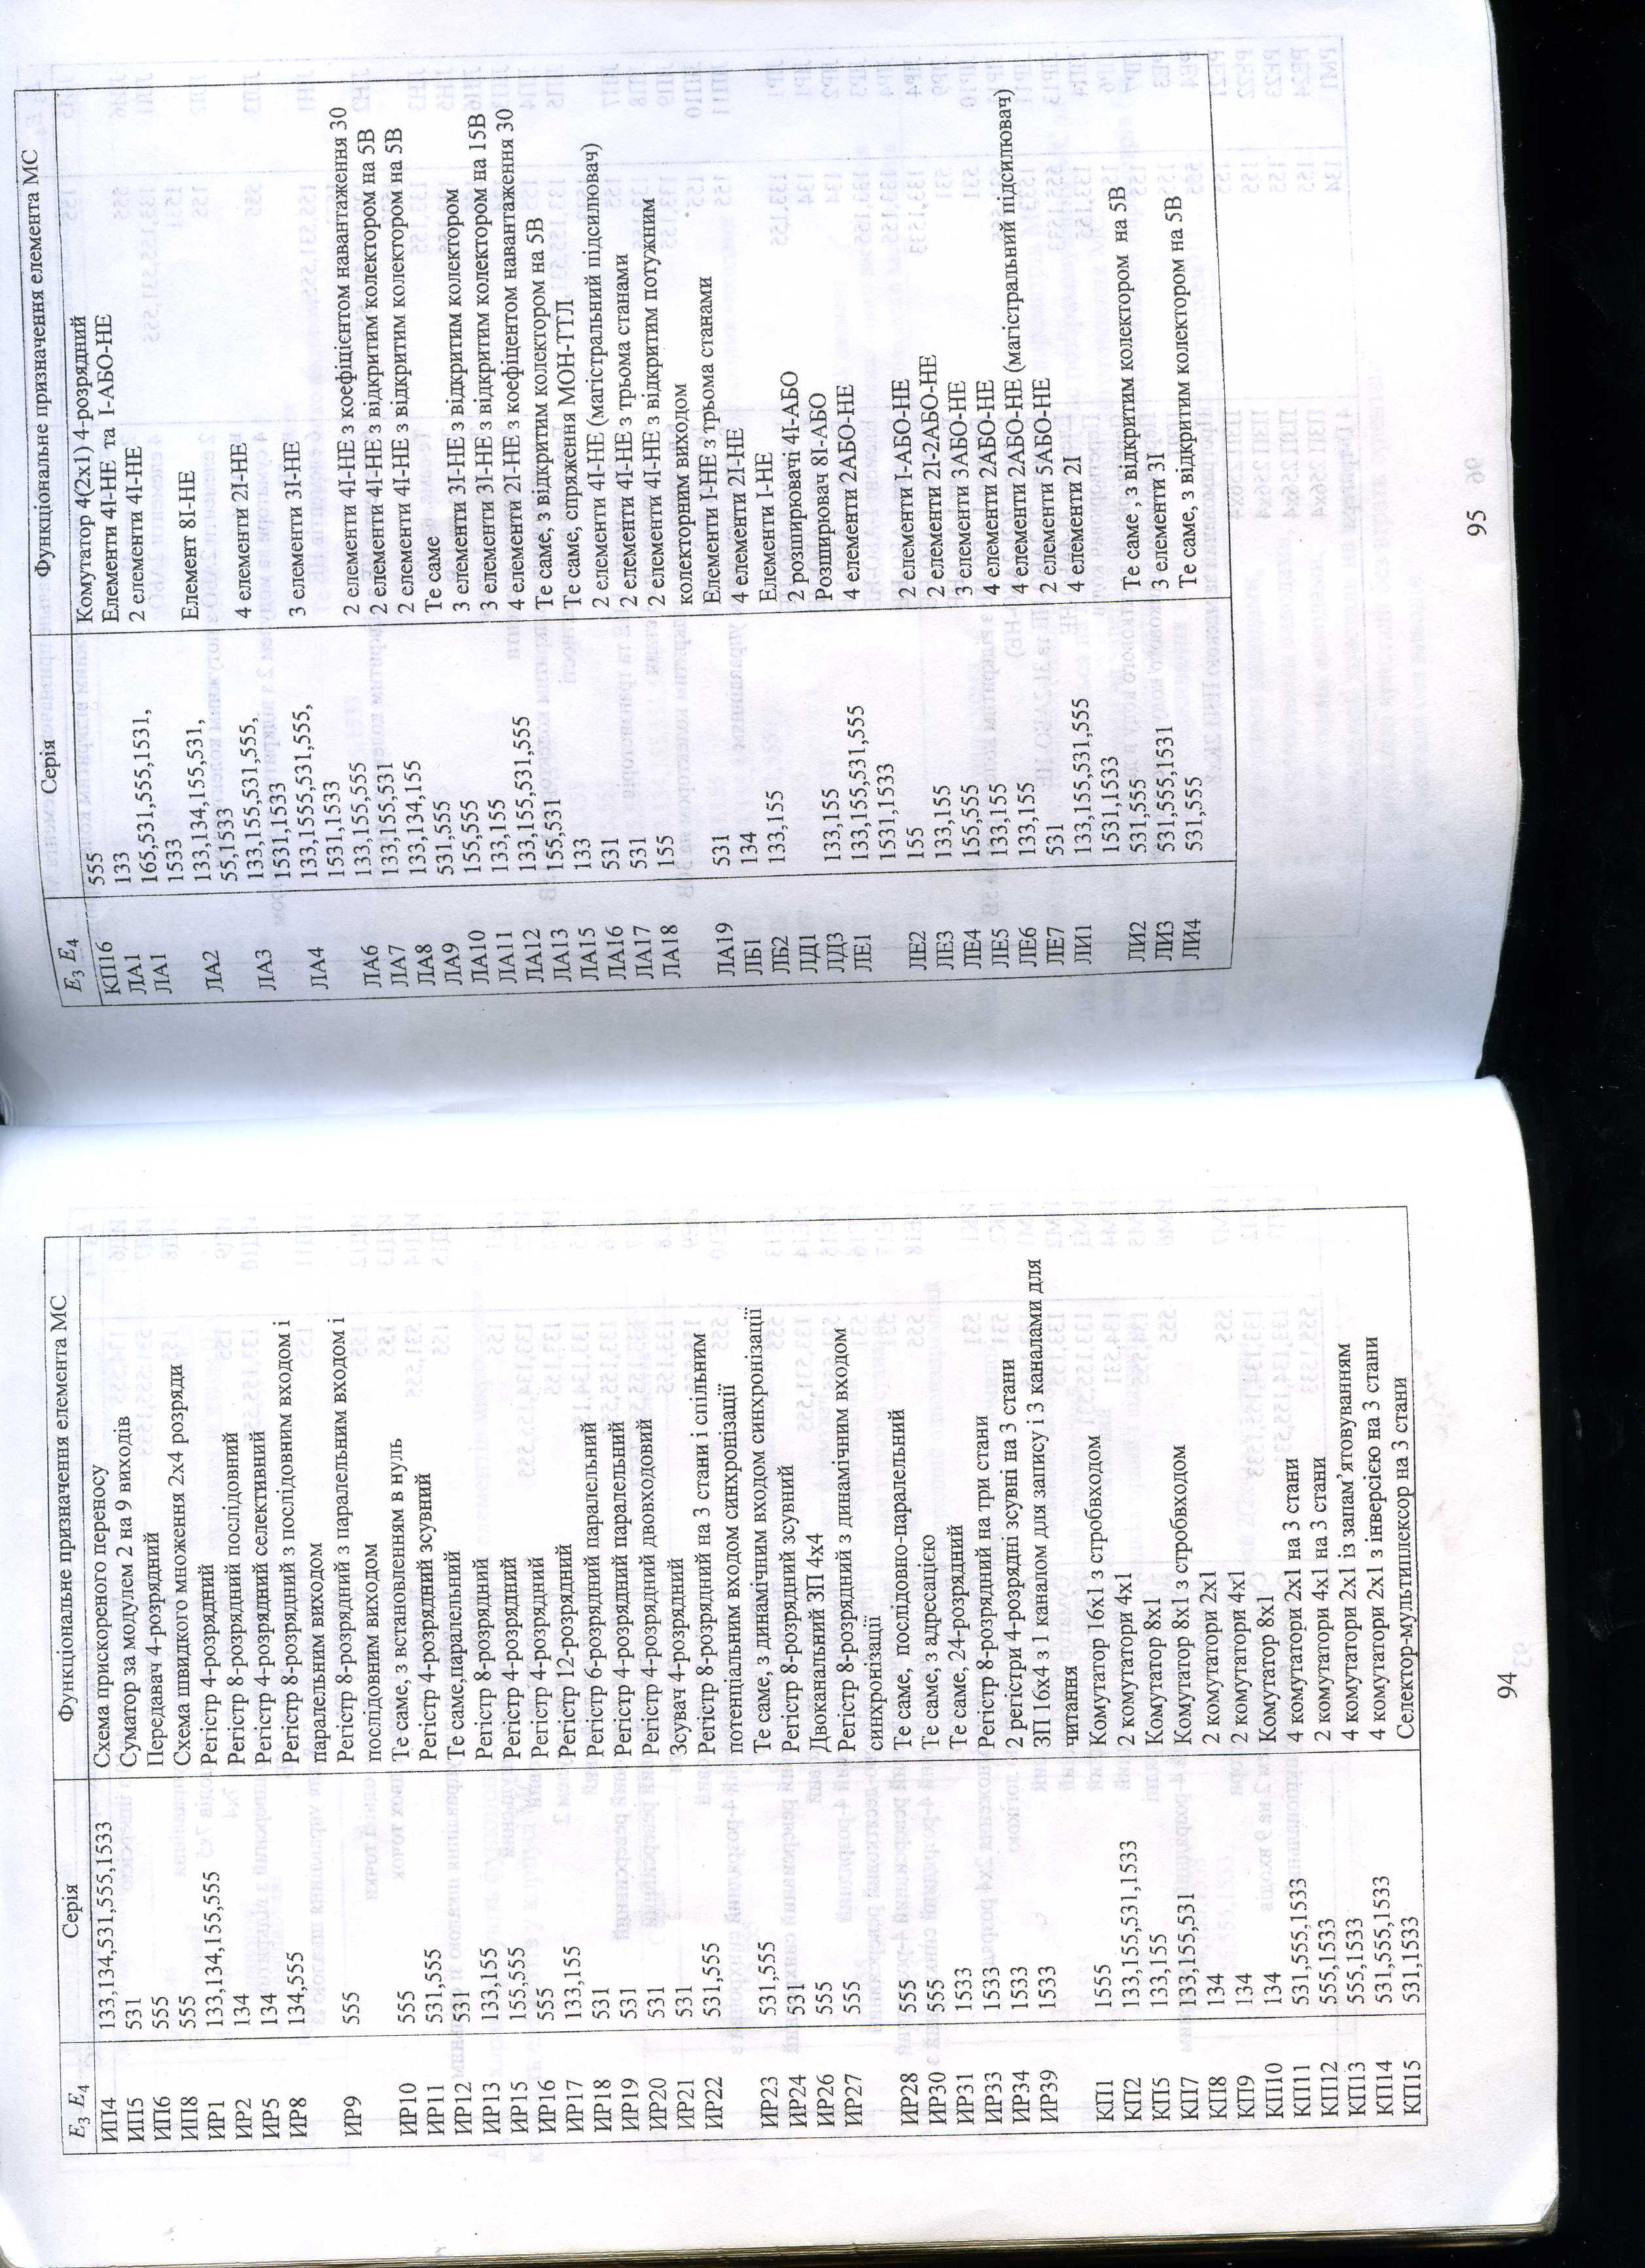 E3 E4 Серія Функціональне призначення елемента МС
ИП4 133,134,531,555,1533 Схема прискореного переносу
ИП5 531 Суматор за модулем 2 на 9 виходів
ИП6 555 Передавач 4-розрядний
ИП8 555 Схема швидкого множення 2х4 розряди
ИР1 133,134,155,555 Регістр 4-розрядний
ИР2 134 Регістр 8-розрядний послідовний
ИР5 134 Регістр 4-розрядний селективний
ИР8 134,555 Регістр 8-розрядний з послідовним входом і
паралельним виходом
ИР9 555 Регістр 8-розрядний з паралельним входом і
послідовним виходом
ИР10 555 Те саме, з встановленням в нуль
ИР11 531,555 Регістр 4-розрядний зсувний
ИР12 531 Те саме,паралельний
ИР13 133,155 Регістр 8-розрядний
ИР15 155,555 Регістр 4-розрядний
ИР16 555 Регістр 4-розрядний
ИР17 133,155 Регістр 12-розрядний
ИР18 531 Регістр 6-розрядний паралельний
ИР19 531 Регістр 4-розрядний паралельний
ИР20 531 Регістр 4-розрядний двовходовий
ИР21 531 Зсувач 4-розрядний
ИР22 531,555 Регістр 8-розрядний на 3 стани і спільним
потенціальним входом синхронізації
ИР23 531,555 Те саме, з динамічним входом синхронізації
ИР24 531 Регістр 8-розрядний зсувний
ИР26 555 Двоканальний ЗП 4х4
ИР27 555 Регістр 8-розрядний з динамічним входом
синхронізації
ИР28 555 Те саме, послідовно-паралельний
ИР30 555 Те саме, з адресацією
ИР31 1533 Те саме, 24-розрядний
ИР33 1533 Регістр 8-розрядний на три стани
ИР34 1533 2 регістри 4-розрядні зсувні на 3 стани
ИР39 1533 ЗП 16х4 з 1 каналом для запису і 3 каналами для
читання
КП1 1555 Комутатор 16х1 з стробвходом
КП2 133,155,531,1533 2 комутатори 4х1
КП5 133,155 Комутатор 8х1
КП7 133,155,531 Комутатор 8х1 з стробвходом
КП8 134 2 комутатори 2х1
КП9 134 2 комутатори 4х1
КП10 134 Комутатор 8х1
КП11 531,555,1533 4 комутатори 2х1 на 3 стани
КП12 555,1533 2 комутатори 4х1 на 3 стани
КП13 555,1533 4 комутатори 2х1 із запам’ятовуванням
КП14 531,555,1533 4 комутатори 2х1 з інверсією на 3 стани
КП15 531,1533 Селектор-мультиплексор на 3 стани
94
E3 E4 Серія Функціональне призначення елемента МС
КП16 555 Комутатор 4(2х1) 4-розрядний
ЛА1 133 Елементи 4І-НЕ та І-АБО-НЕ
ЛА1 165,531,555,1531, 2 елементи 4І-НЕ
1533
ЛА2 133,134,155,531, Елемент 8І-НЕ
55,1533
ЛА3 133,155,531,555, 4 елементи 2І-НЕ
1531,1533
ЛА4 133,1555,531,555, 3 елементи 3І-НЕ
1531,1533
ЛА6 133,155,555 2 елементи 4І-НЕ з коефіцієнтом навантаження 30
ЛА7 133,155,531 2 елементи 4І-НЕ з відкритим колектором на 5В
ЛА8 133,134,155 2 елементи 4І-НЕ з відкритим колектором на 5В
ЛА9 531,555 Те саме
ЛА10 155,555 3 елементи 3І-НЕ з відкритим колектором
ЛА11 133,155 3 елементи 3І-НЕ з відкритим колектором на 15В
ЛА12 133,155,531,555 4 елементи 2І-НЕ з коефіцентом навантаження 30
ЛА13 155,531 Те саме, з відкритим колектором на 5В
ЛА15 133 Те саме, спряження МОН-ТТЛ
ЛА16 531 2 елементи 4І-НЕ (магістральний підсилювач)
ЛА17 531 2 елементи 4І-НЕ з трьома станами
ЛА18 155 2 елементи 4І-НЕ з відкритим потужним
колекторним виходом
ЛА19 531 Елементи І-НЕ з трьома станами
ЛБ1 134 4 елементи 2І-НЕ
ЛБ2 133,155 Елементи І-НЕ
ЛД1 2 розширювачі 4І-АБО
ЛД3 133,155 Розширювач 8І-АБО
ЛЕ1 133,155,531,555 4 елементи 2АБО-НЕ
1531,1533
ЛЕ2 155 2 елементи І-АБО-НЕ
ЛЕ3 133,155 2 елементи 2І-2АБО-НЕ
ЛЕ4 155,555 3 елементи 3АБО-НЕ
ЛЕ5 133,155 4 елементи 2АБО-НЕ
ЛЕ6 133,155 4 елементи 2АБО-НЕ (магістральний підсилювач)
ЛЕ7 531 2 елементи 5АБО-НЕ
ЛИ1 133,155,531,555 4 елементи 2І
1531,1533
ЛИ2 531,555 Те саме , з відкритим колектором на 5В
ЛИ3 531,555,1531 3 елементи 3І
ЛИ4 531,555 Те саме, з відкритим колектором на 5В
95